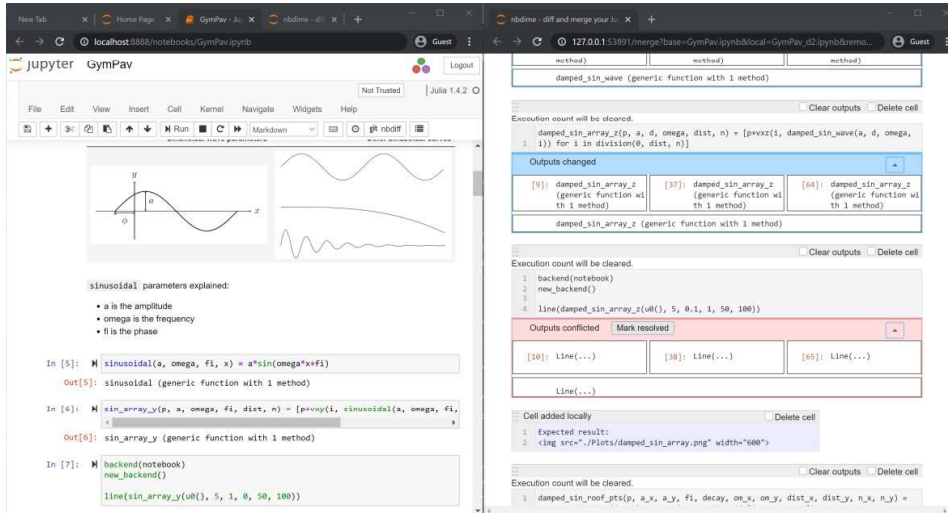 New Tab
Home Page
GymPav - Ju
nbdime - di
localhost:8888/notebooks/GymPav.ipynb
Guest
jupyter GymPav
Logout
Not Trusted
Julia 1.4.2
File Edit View Insert Cell Kernel Navigate Widgets Help
Run
Markdown
git nbdiff
y
a
x
ϕ
sinusoidal parameters explained:
• a is the amplitude
• omega is the frequency
• fi is the phase
In [5]: sinusoidal(a, omega, fi, x) = a*sin(omega*x+fi)
Out[5]: sinusoidal (generic function with 1 method)
In [6]: sin_array_y(p, a, omega, fi, dist, n) = [p+vxy(i, sinusoidal(a, omega, fi,
Out[6]: sin_array_y (generic function with 1 method)
In [7]: backend(notebook)
new_backend()
line(sin_array_y(u0(), 5, 1, 0, 50, 100))
nbdime - diff and merge your Ju
127.0.0.1:53891/merge?base=GymPav.ipynb&local=GymPav_d2.ipynb&remo...
Guest
method) method) method)
damped_sin_wave (generic function with 1 method)
Clear outputs Delete cell
Execution count will be cleared.
damped_sin_array_z(p, a, d, omega, dist, n) = [p+vxz(i, damped_sin_wave(a, d, omega,
1 i)) for i in division(0, dist, n)]
Outputs changed
[9]: damped_sin_array_z [37]: damped_sin_array_z [64]: damped_sin_array_z
(generic function wi (generic function wi (generic function wi
th 1 method) th 1 method) th 1 method)
damped_sin_array_z (generic function with 1 method)
Clear outputs Delete cell
Execution count will be cleared.
1 backend(notebook)
2 new_backend()
3
4 line(damped_sin_array_z(u0(), 5, 0.1, 1, 50, 100))
Outputs conflicted Mark resolved
[10]: Line(...) [38]: Line(...) [65]: Line(...)
Line(...)
Cell added locally Delete cell
1 Expected result:
2 <img src="./Plots/damped_sin_array.png" width="600">
Clear outputs Delete cell
Execution count will be cleared.
1 damped_sin_roof_pts(p, a_x, a_y, fi, decay, om_x, om_y, dist_x, dist_y, n_x, n_y) =